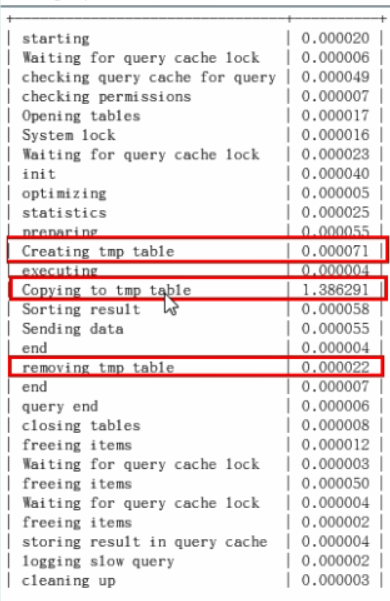 starting | 0.000020
Waiting for query cache lock | 0.000006
checking query cache for query | 0.000049
checking permissions | 0.000007
Opening tables | 0.000017
System lock | 0.000016
Waiting for query cache lock | 0.000023
init | 0.000040
optimizing | 0.000005
statistics | 0.000025
preparing | 0.000055
Creating tmp table | 0.000071
executing | 0.000004
Copying to tmp table | 1.386291
Sorting result | 0.000058
Sending data | 0.000055
end | 0.000004
removing tmp table | 0.000022
end | 0.000007
query end | 0.000006
closing tables | 0.000008
freeing items | 0.000012
Waiting for query cache lock | 0.000003
freeing items | 0.000050
Waiting for query cache lock | 0.000004
freeing items | 0.000002
storing result in query cache | 0.000004
logging slow query | 0.000002
cleaning up | 0.000003